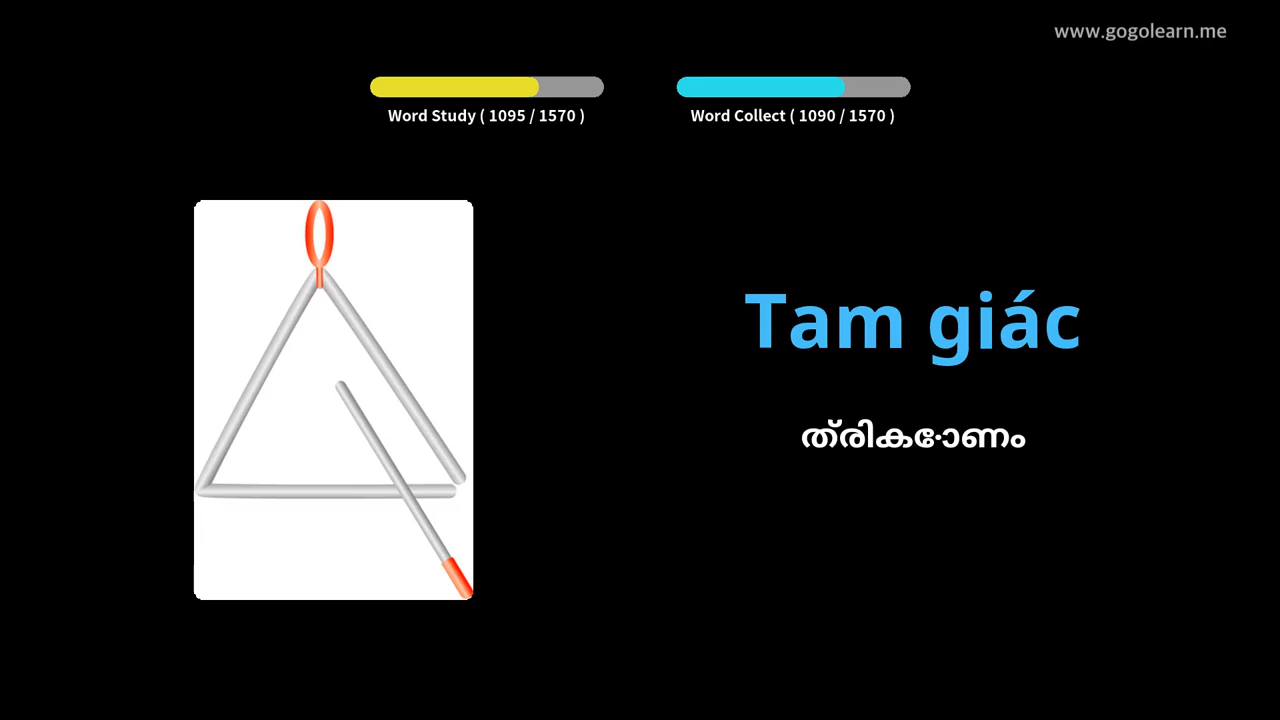 www.gogolearn.me
Word Study ( 1095 / 1570 )
Word Collect ( 1090 / 1570 )
Tam giác
ത്രികോണം